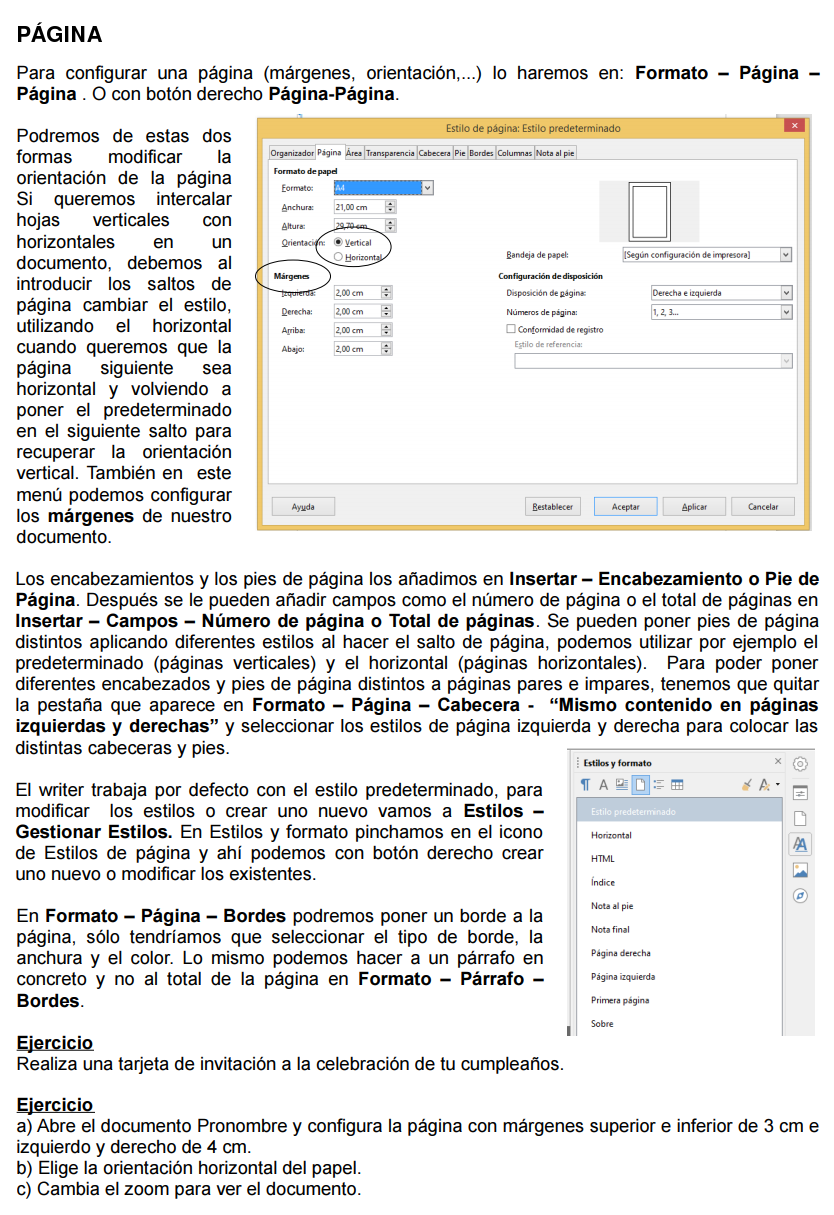 PÁGINA
Para configurar una página (márgenes, orientación,...) lo haremos en: Formato – Página –
Página . O con botón derecho Página-Página.
Podremos de estas dos
formas modificar la
orientación de la página
Si queremos intercalar
hojas verticales con
horizontales en un
documento, debemos al
introducir los saltos de
página cambiar el estilo,
utilizando el horizontal
cuando queremos que la
página siguiente sea
horizontal y volviendo a
poner el predeterminado
en el siguiente salto para
recuperar la orientación
vertical. También en este
menú podemos configurar
los márgenes de nuestro
documento.
Estilo de página: Estilo predeterminado
Organizador Página Área Transparencia Cabecera Pie Bordes Columnas Nota al pie
Formato de papel
Formato: A4
Anchura: 21,00 cm
Altura: 29,70 cm
Orientación: Vertical
Horizontal
Bandeja de papel: [Según configuración de impresora]
Márgenes
Izquierda: 2,00 cm
Derecha: 2,00 cm
Arriba: 2,00 cm
Abajo: 2,00 cm
Configuración de disposición
Disposición de página: Derecha e izquierda
Números de página: 1, 2, 3...
Conformidad de registro
Estilo de referencia:
Ayuda Restablecer Aceptar Aplicar Cancelar
Los encabezamientos y los pies de página los añadimos en Insertar – Encabezamiento o Pie de
Página. Después se le pueden añadir campos como el número de página o el total de páginas en
Insertar – Campos – Número de página o Total de páginas. Se pueden poner pies de página
distintos aplicando diferentes estilos al hacer el salto de página, podemos utilizar por ejemplo el
predeterminado (páginas verticales) y el horizontal (páginas horizontales). Para poder poner
diferentes encabezados y pies de página distintos a páginas pares e impares, tenemos que quitar
la pestaña que aparece en Formato – Página – Cabecera - “Mismo contenido en páginas
izquierdas y derechas” y seleccionar los estilos de página izquierda y derecha para colocar las
distintas cabeceras y pies.
El writer trabaja por defecto con el estilo predeterminado, para
modificar los estilos o crear uno nuevo vamos a Estilos –
Gestionar Estilos. En Estilos y formato pinchamos en el icono
de Estilos de página y ahí podemos con botón derecho crear
uno nuevo o modificar los existentes.
En Formato – Página – Bordes podremos poner un borde a la
página, sólo tendríamos que seleccionar el tipo de borde, la
anchura y el color. Lo mismo podemos hacer a un párrafo en
concreto y no al total de la página en Formato – Párrafo –
Bordes.
Estilos y formato
Estilo predeterminado
Horizontal
HTML
Índice
Nota al pie
Nota final
Página derecha
Página izquierda
Primera página
Sobre
Ejercicio
Realiza una tarjeta de invitación a la celebración de tu cumpleaños.
Ejercicio
a) Abre el documento Pronombre y configura la página con márgenes superior e inferior de 3 cm e
izquierdo y derecho de 4 cm.
b) Elige la orientación horizontal del papel.
c) Cambia el zoom para ver el documento.